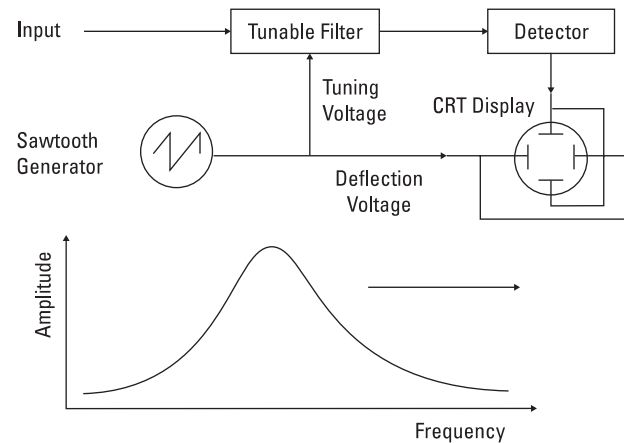 Input
Tunable Filter
Detector
Tuning
Voltage
CRT Display
Sawtooth
Generator
Deflection
Voltage
Amplitude
Frequency